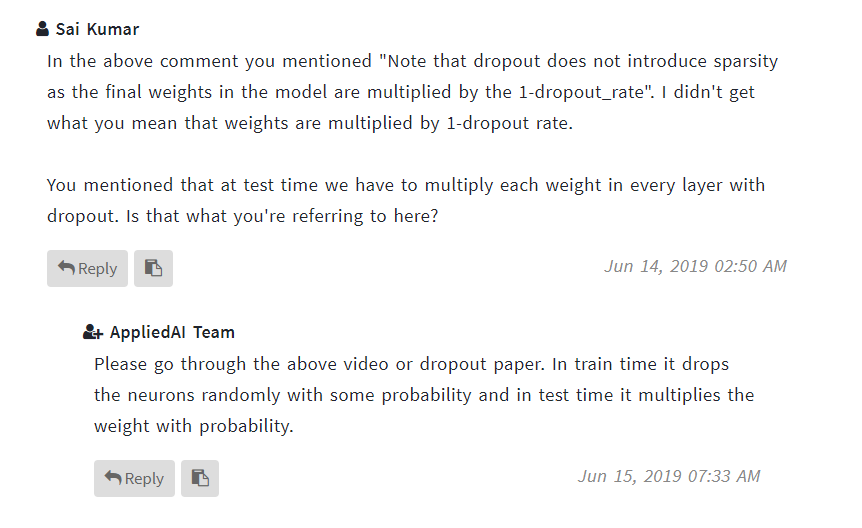 Sai Kumar
In the above comment you mentioned "Note that dropout does not introduce sparsity
as the final weights in the model are multiplied by the 1-dropout_rate". I didn't get
what you mean that weights are multiplied by 1-dropout rate.
You mentioned that at test time we have to multiply each weight in every layer with
dropout. Is that what you're referring to here?
Reply
Jun 14, 2019 02:50 AM
AppliedAI Team
Please go through the above video or dropout paper. In train time it drops
the neurons randomly with some probability and in test time it multiplies the
weight with probability.
Reply
Jun 15, 2019 07:33 AM